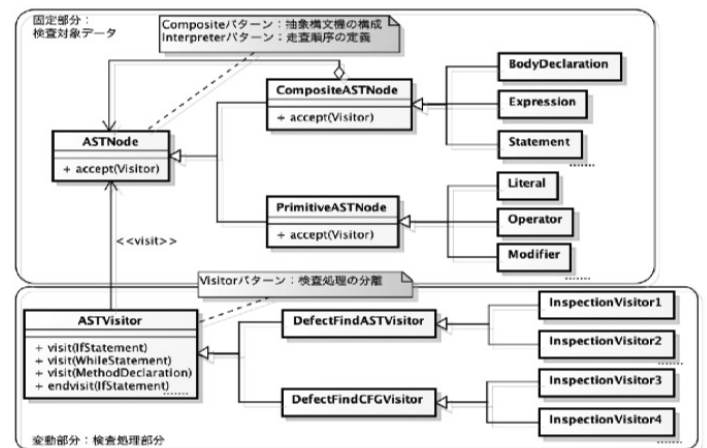 固定部分：
検査対象データ
Compositeパターン：抽象構文機の構成
Interpreterパターン：走査順序の定義
CompositeASTNode
+ accept(Visitor)
BodyDeclaration
Expression
Statement
ASTNode
+ accept(Visitor)
PrimitiveASTNode
+ accept(Visitor)
Literal
Operator
Modifier
<<visit>>
Visitorパターン：検査処理の分離
ASTVisitor
+ visit(IfStatement)
+ visit(WhileStatement)
+ visit(MethodDeclaration)
+ endvisit(IfStatement)
DefectFindASTVisitor
InspectionVisitor1
InspectionVisitor2
DefectFindCFGVisitor
InspectionVisitor3
InspectionVisitor4
変動部分：検査処理部分